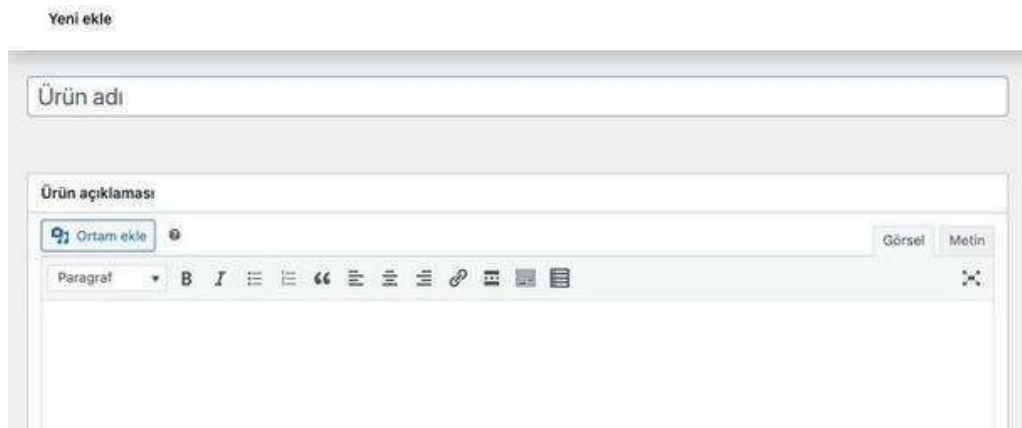 Yeni ekle
Ürün adı
Ürün açıklaması
Ortam ekle
Görsel Metin
Paragraf B I